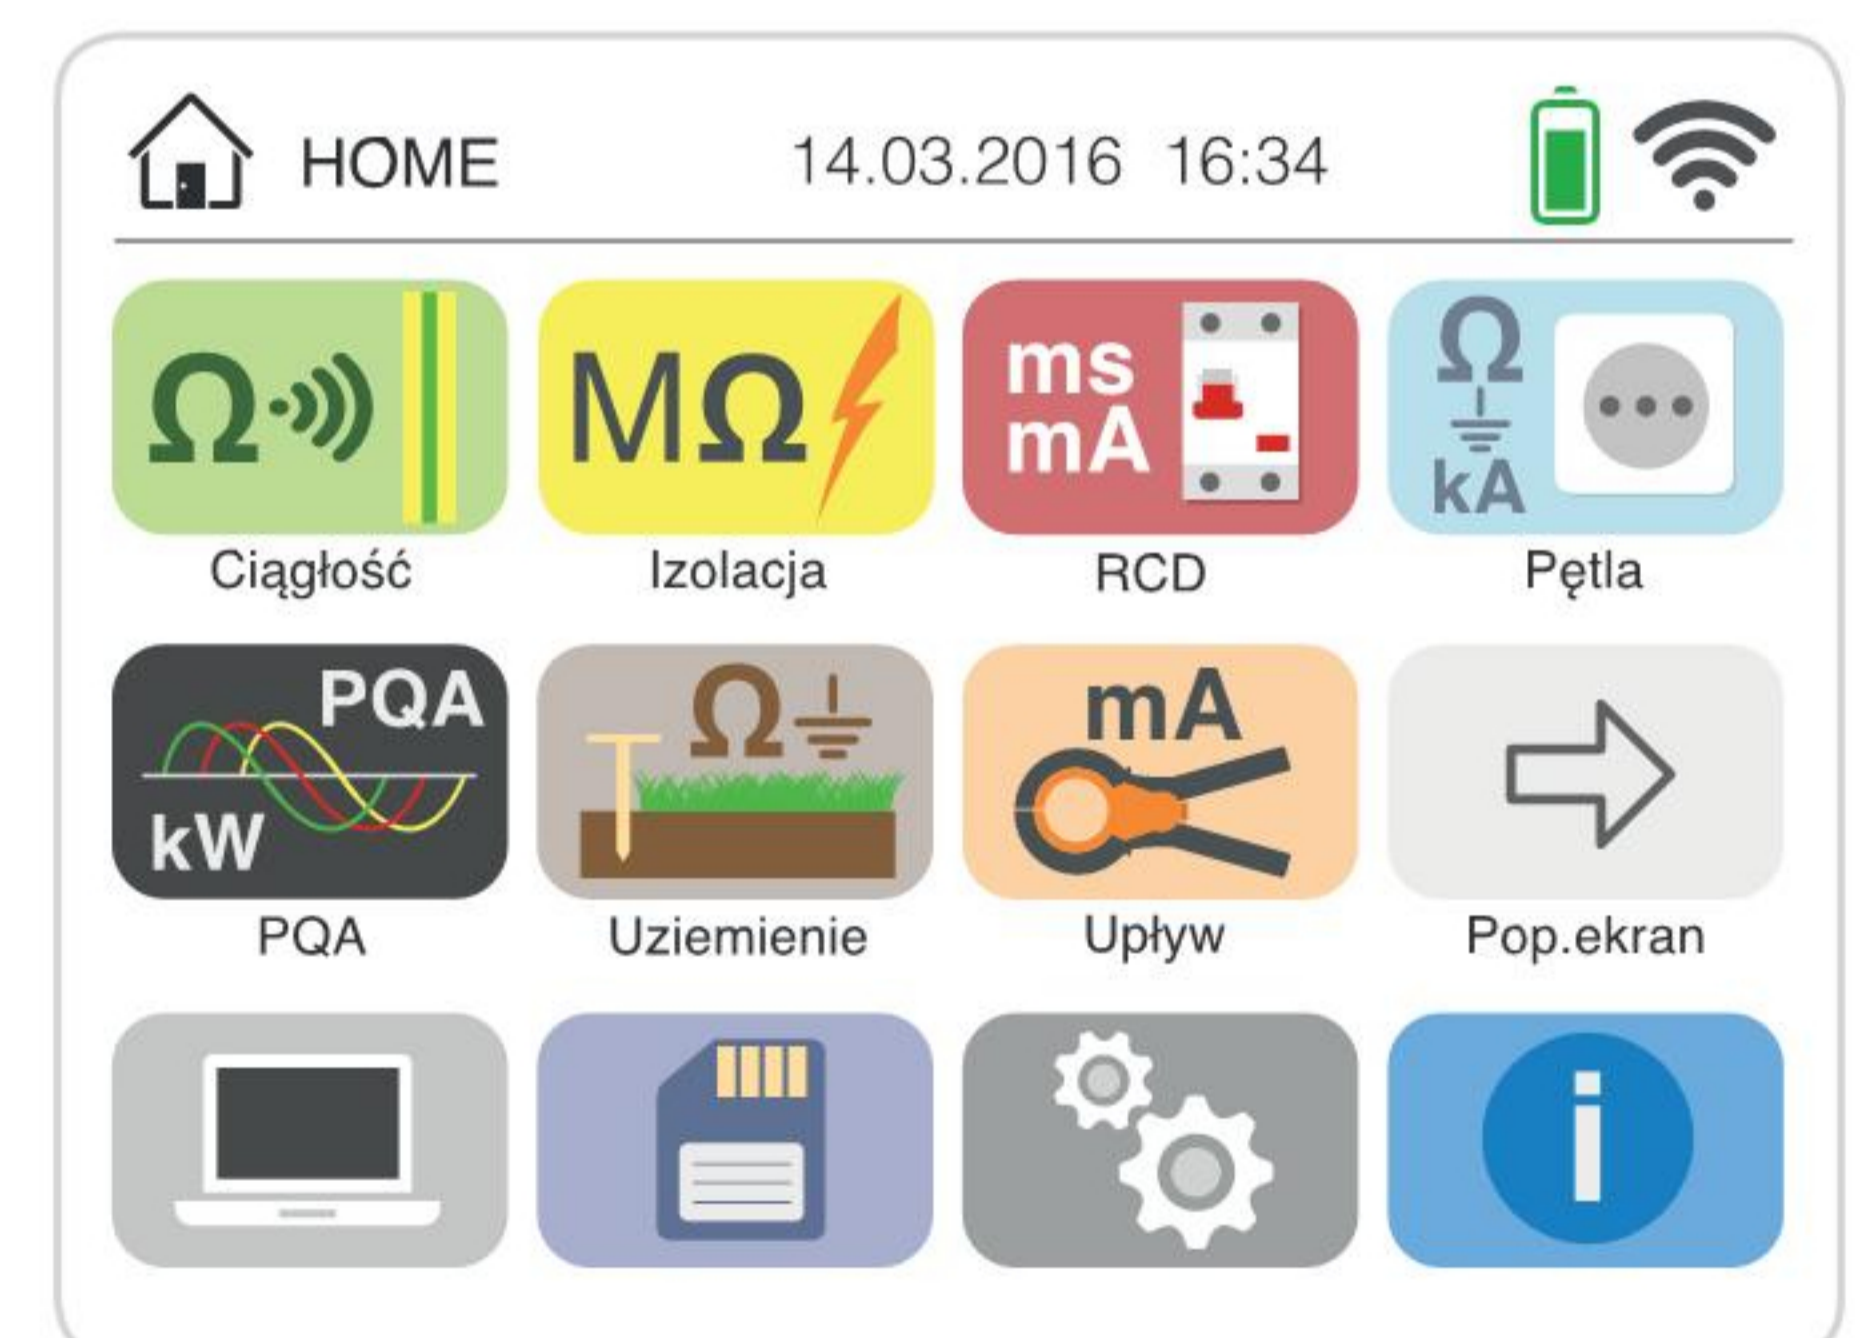 HOME 14.03.2016 16:34
Ω MΩ ms mA Ω kA
Ciągłość Izolacja RCD Pętla
PQA kW Ω mA
PQA Uziemienie Upływ Pop.ekran
i